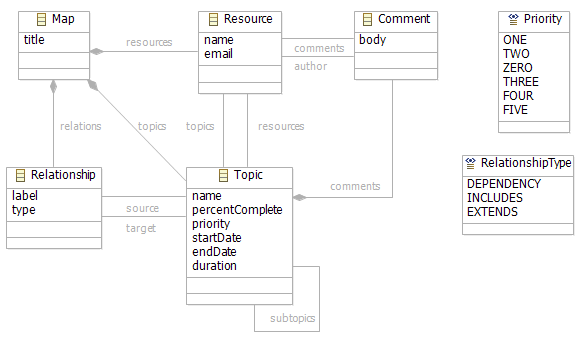 Map
title
Resource
name
email
Comment
body
Priority
ONE
TWO
ZERO
THREE
FOUR
FIVE
resources
comments
author
relations
topics
topics
resources
Relationship
label
type
source
target
Topic
name
percentComplete
priority
startDate
endDate
duration
comments
subtopics
RelationshipType
DEPENDENCY
INCLUDES
EXTENDS